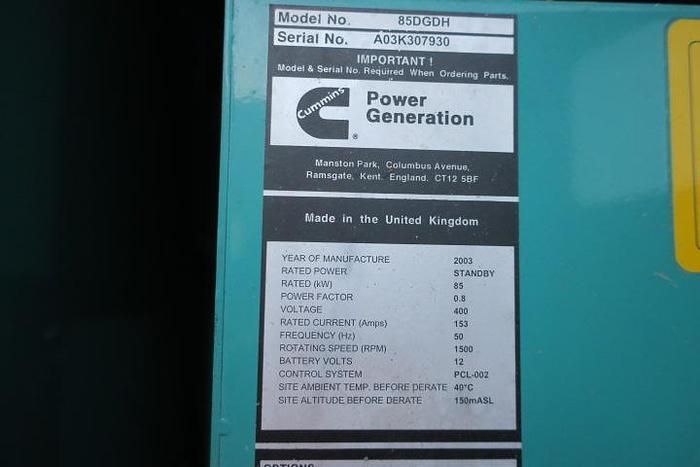 Model No. 85DGDH
Serial No. A03K307930
IMPORTANT !
Model & Serial No. Required When Ordering Parts.
Cummins
Power
Generation
®
Manston Park, Columbus Avenue,
Ramsgate, Kent. England. CT12 5BF
Made in the United Kingdom
YEAR OF MANUFACTURE 2003
RATED POWER STANDBY
RATED (kW) 85
POWER FACTOR 0.8
VOLTAGE 400
RATED CURRENT (Amps) 153
FREQUENCY (Hz) 50
ROTATING SPEED (RPM) 1500
BATTERY VOLTS 12
CONTROL SYSTEM PCL-002
SITE AMBIENT TEMP. BEFORE DERATE 40°C
SITE ALTITUDE BEFORE DERATE 150mASL
OPTIONS